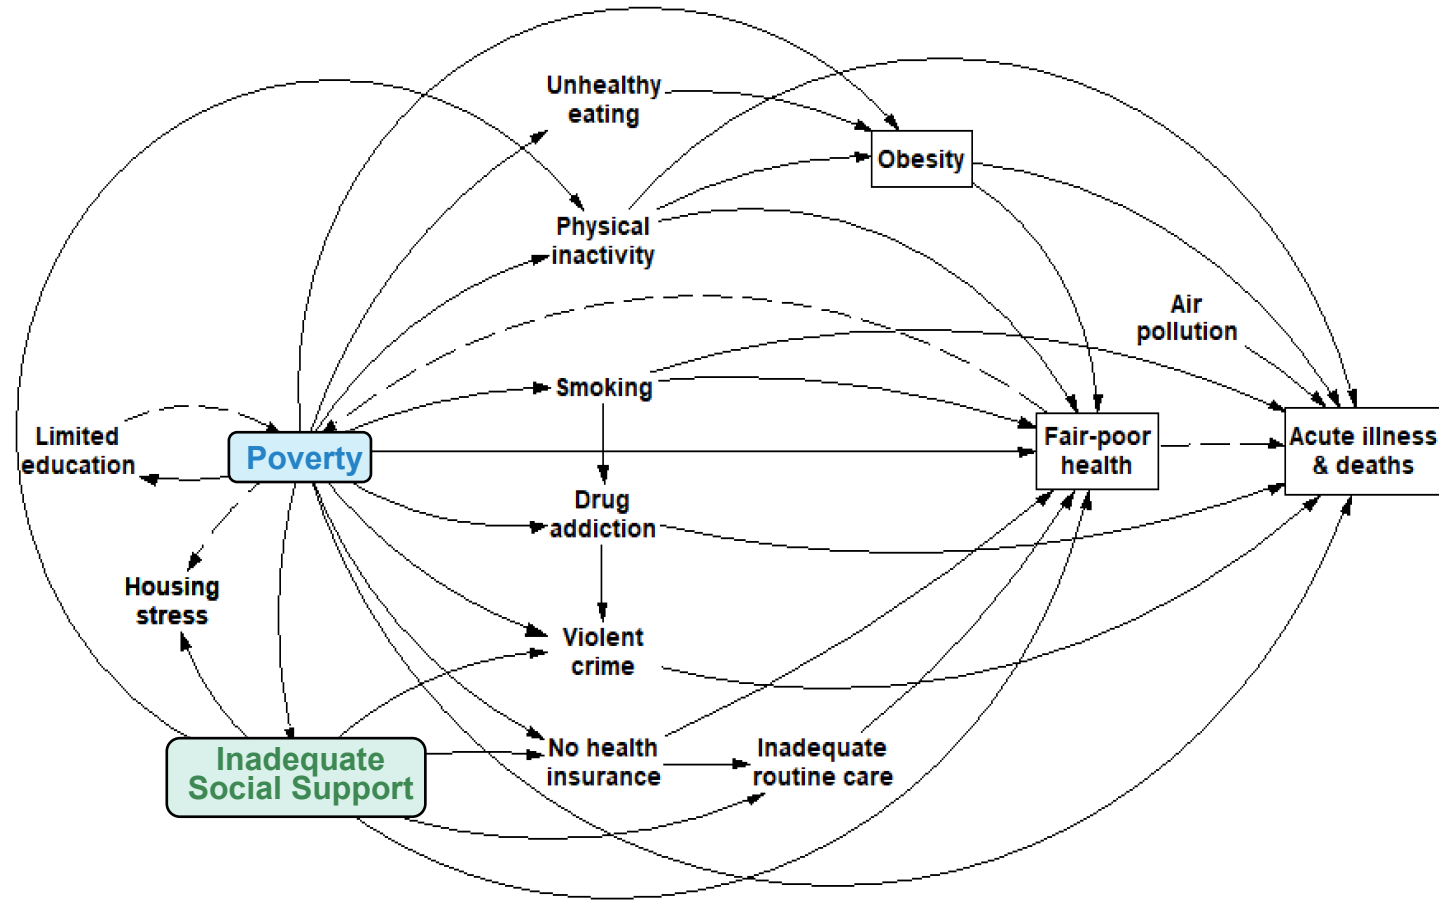 Unhealthy
eating
Obesity
Physical
inactivity
Air
pollution
Smoking
Limited
education
Poverty
Fair-poor
health
Acute illness
& deaths
Drug
addiction
Housing
stress
Violent
crime
Inadequate
Social Support
No health
insurance
Inadequate
routine care